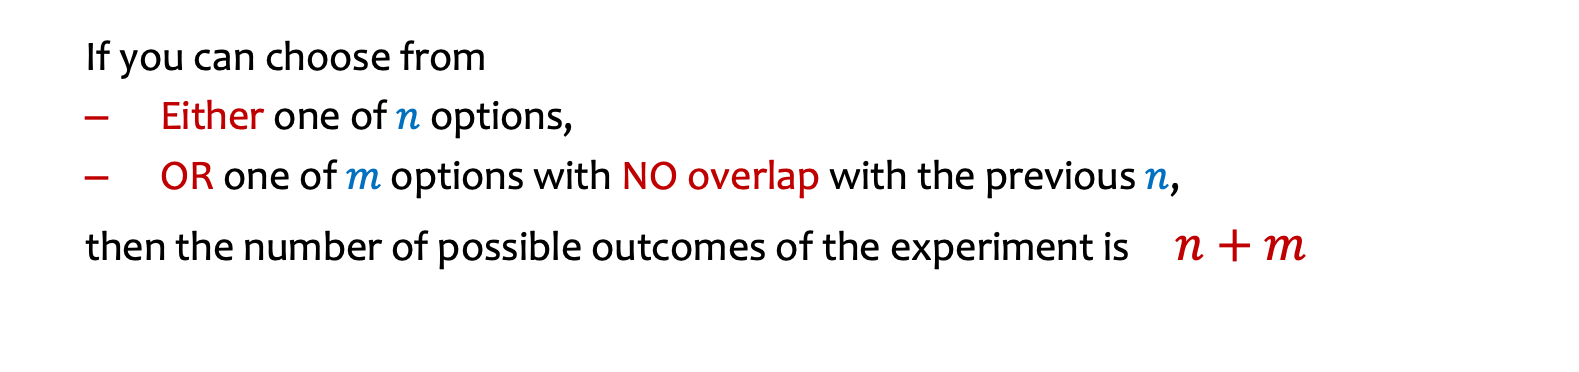 If you can choose from
– Either one of n options,
– OR one of m options with NO overlap with the previous n,
then the number of possible outcomes of the experiment is n + m